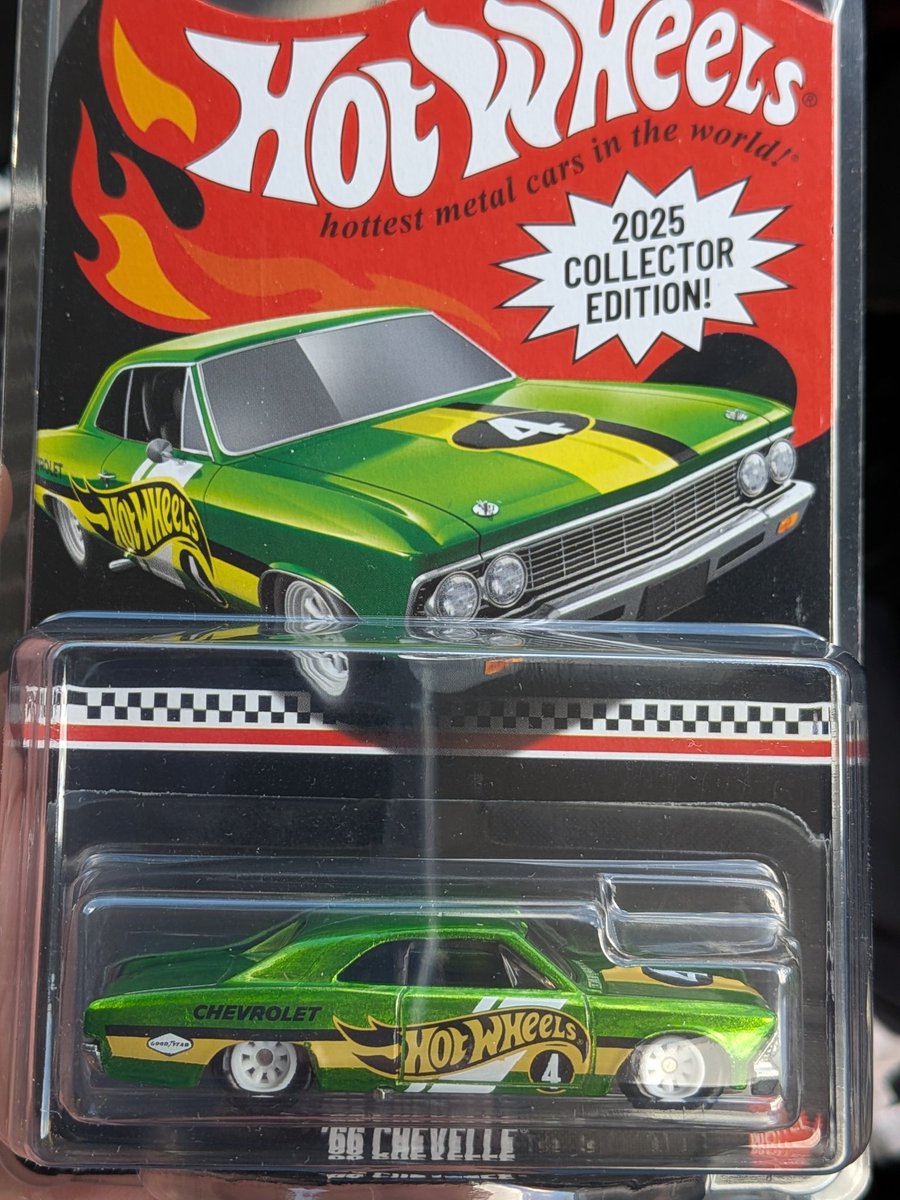 Hot Wheels®
hottest metal cars in the world!®
2025
COLLECTOR
EDITION!
4
HOT WHEELS
CHEVROLET
GOODYEAR
HOT WHEELS
4
4
'66 CHEVELLE